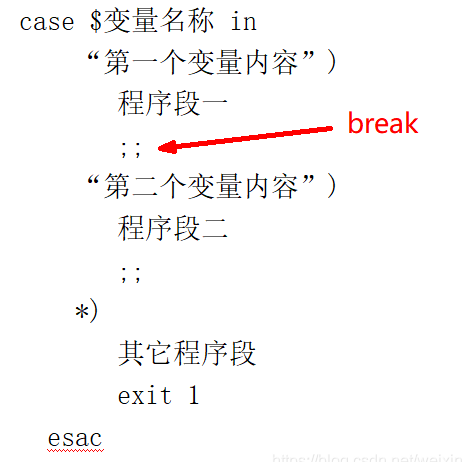 case $变量名称 in
“第一个变量内容”)
程序段一
;;
break
“第二个变量内容”)
程序段二
;;
*)
其它程序段
exit 1
esac
https://blog.csdn.net/weixin